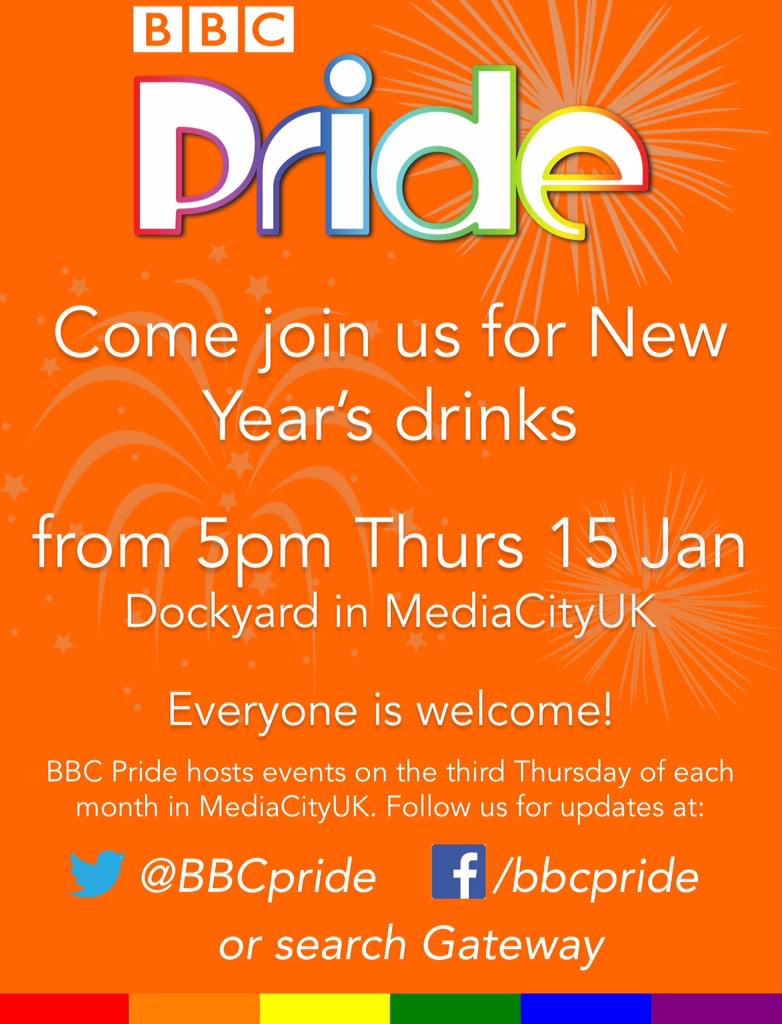 BBC
Pride
Come join us for New
Year's drinks
from 5pm Thurs 15 Jan
Dockyard in MediaCityUK
Everyone is welcome!
BBC Pride hosts events on the third Thursday of each
month in MediaCityUK. Follow us for updates at:
@BBCpride f /bbcpride
or search Gateway